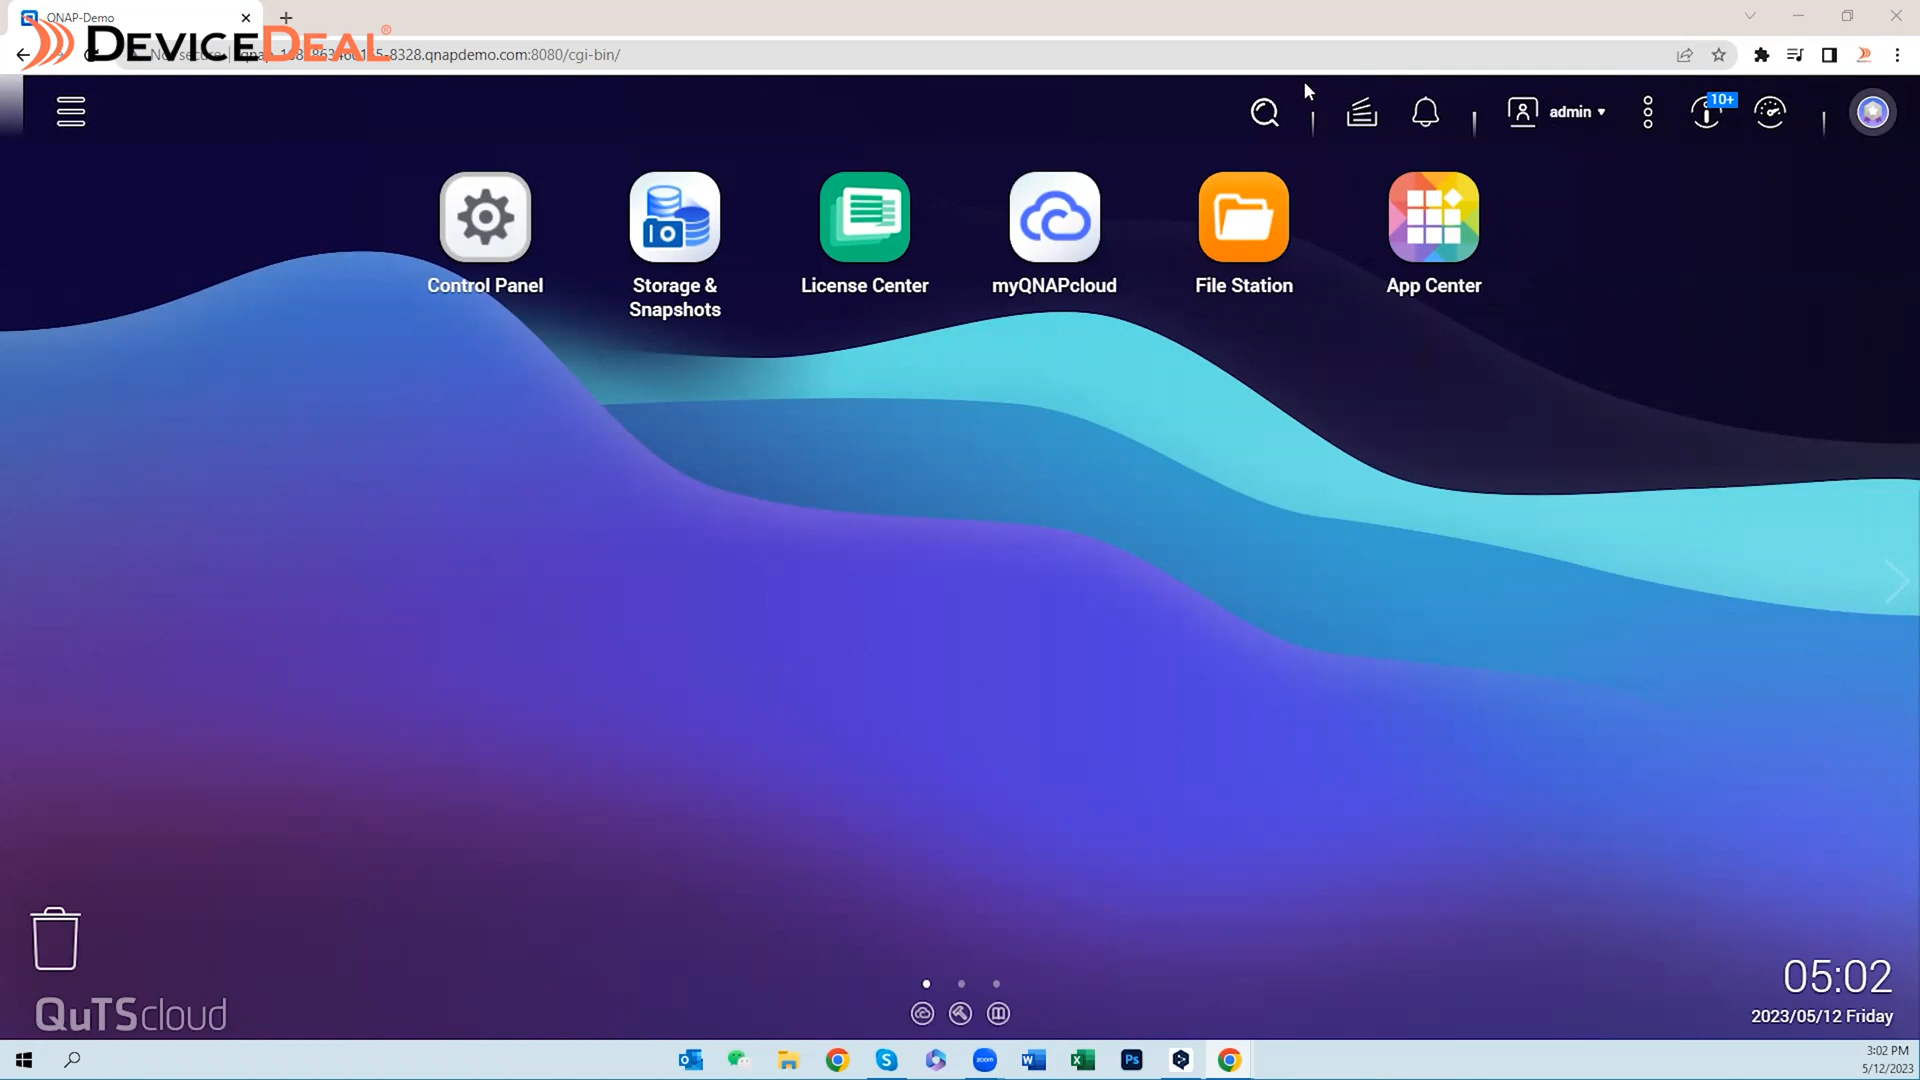 QNAP-Demo
DEVICEDEAL®
8328.qnapdemo.com:8080/cgi-bin/
admin
10+
Control Panel
Storage &
Snapshots
License Center
myQNAPcloud
File Station
App Center
05:02
2023/05/12 Friday
QuTScloud
zoom
3:02 PM
5/12/2023